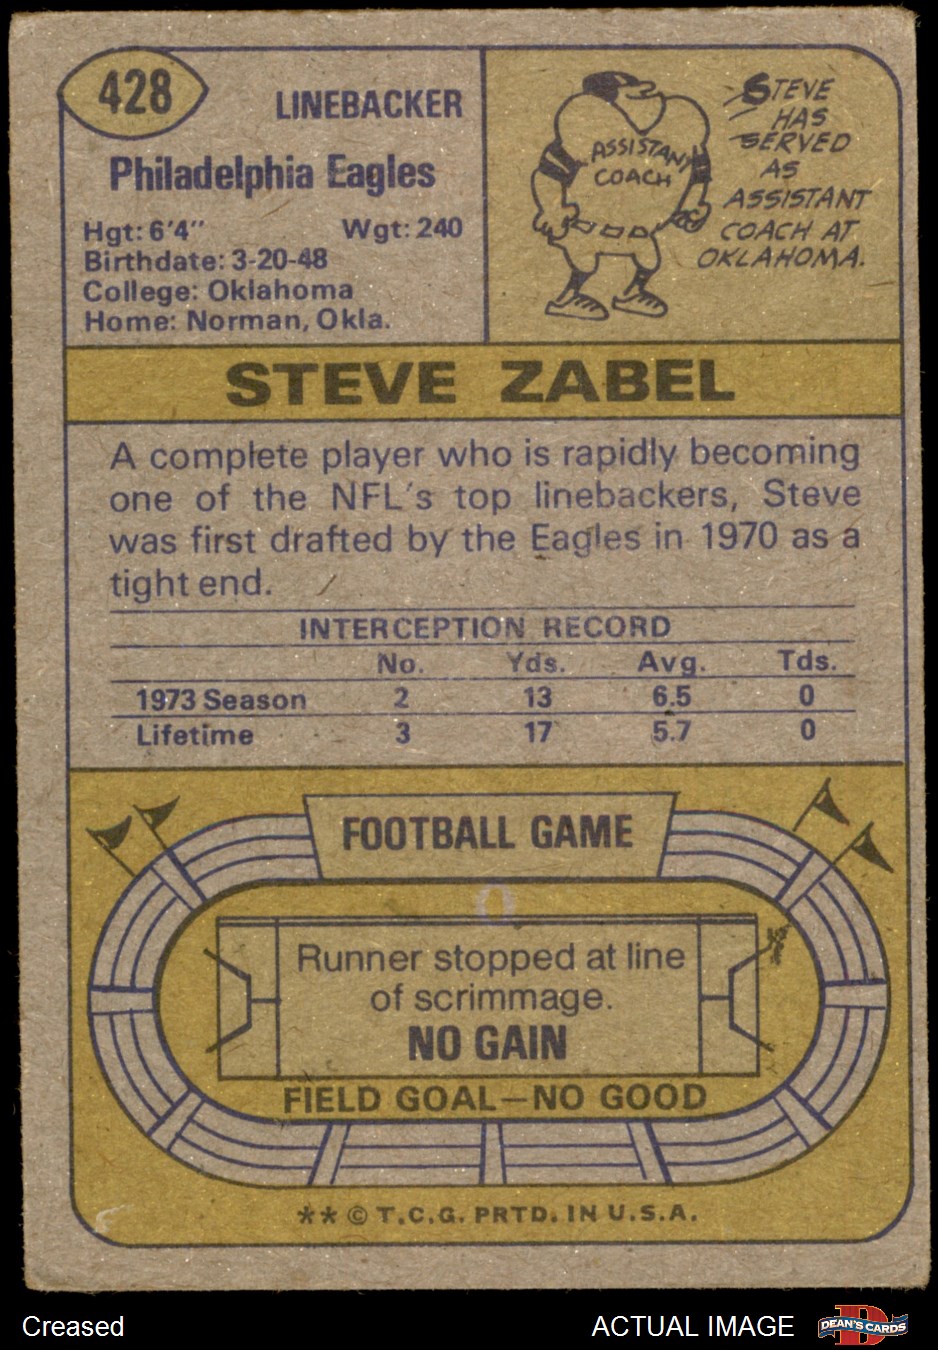 428
LINEBACKER
Philadelphia Eagles
Hgt: 6'4" Wgt: 240
Birthdate: 3-20-48
College: Oklahoma
Home: Norman, Okla.
ASSISTANT
COACH
STEVE
HAS
SERVED
AS
ASSISTANT
COACH AT
OKLAHOMA.
STEVE ZABEL
A complete player who is rapidly becoming
one of the NFL's top linebackers, Steve
was first drafted by the Eagles in 1970 as a
tight end.
INTERCEPTION RECORD
No. Yds. Avg. Tds.
1973 Season 2 13 6.5 0
Lifetime 3 17 5.7 0
FOOTBALL GAME
Runner stopped at line
of scrimmage.
NO GAIN
FIELD GOAL—NO GOOD
** © T.C.G. PRTD. IN U.S.A.
Creased
ACTUAL IMAGE
D
DEAN'S CARDS